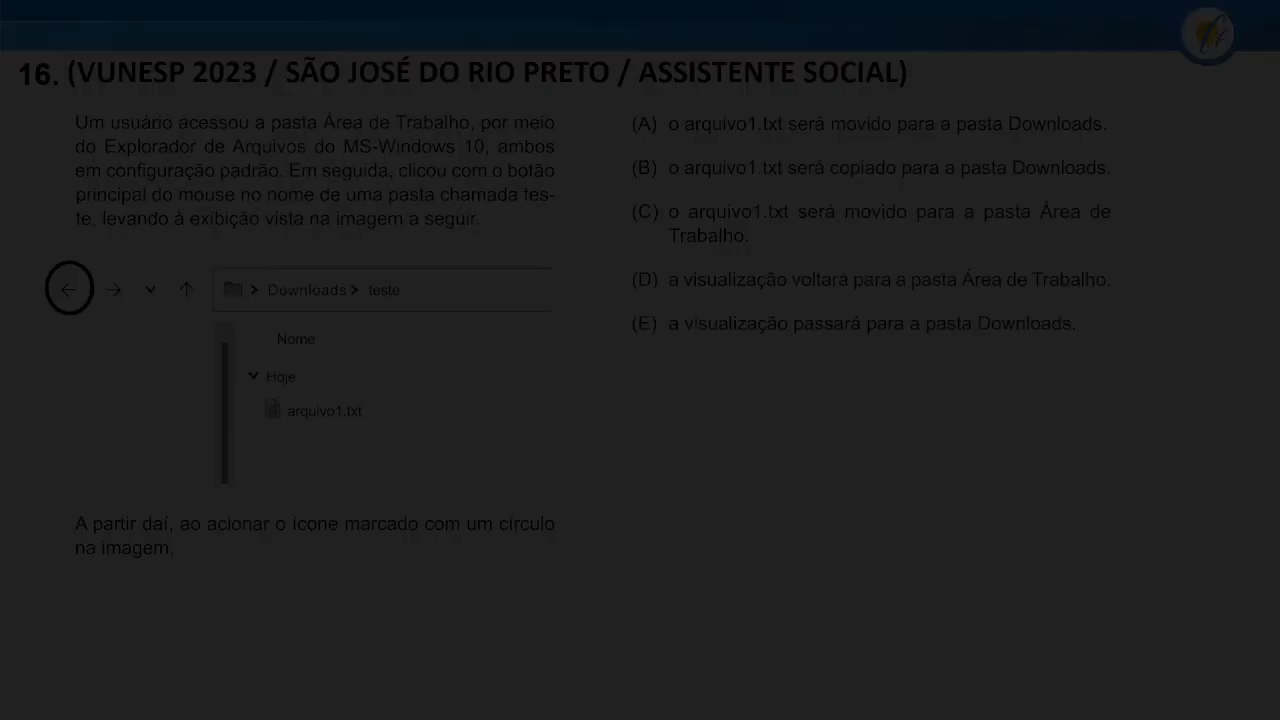 16. (VUNESP 2023 / SÃO JOSÉ DO RIO PRETO / ASSISTENTE SOCIAL)
Um usuário acessou a pasta Área de Trabalho, por meio
do Explorador de Arquivos do MS-Windows 10, ambos
em configuração padrão. Em seguida, clicou com o botão
principal do mouse no nome de uma pasta chamada tes-
te, levando à exibição vista na imagem a seguir.
Downloads > teste
Nome
Hoje
arquivo1.txt
A partir daí, ao acionar o ícone marcado com um círculo
na imagem,
(A) o arquivo1.txt será movido para a pasta Downloads.
(B) o arquivo1.txt será copiado para a pasta Downloads.
(C) o arquivo1.txt será movido para a pasta Área de
Trabalho.
(D) a visualização voltará para a pasta Área de Trabalho.
(E) a visualização passará para a pasta Downloads.